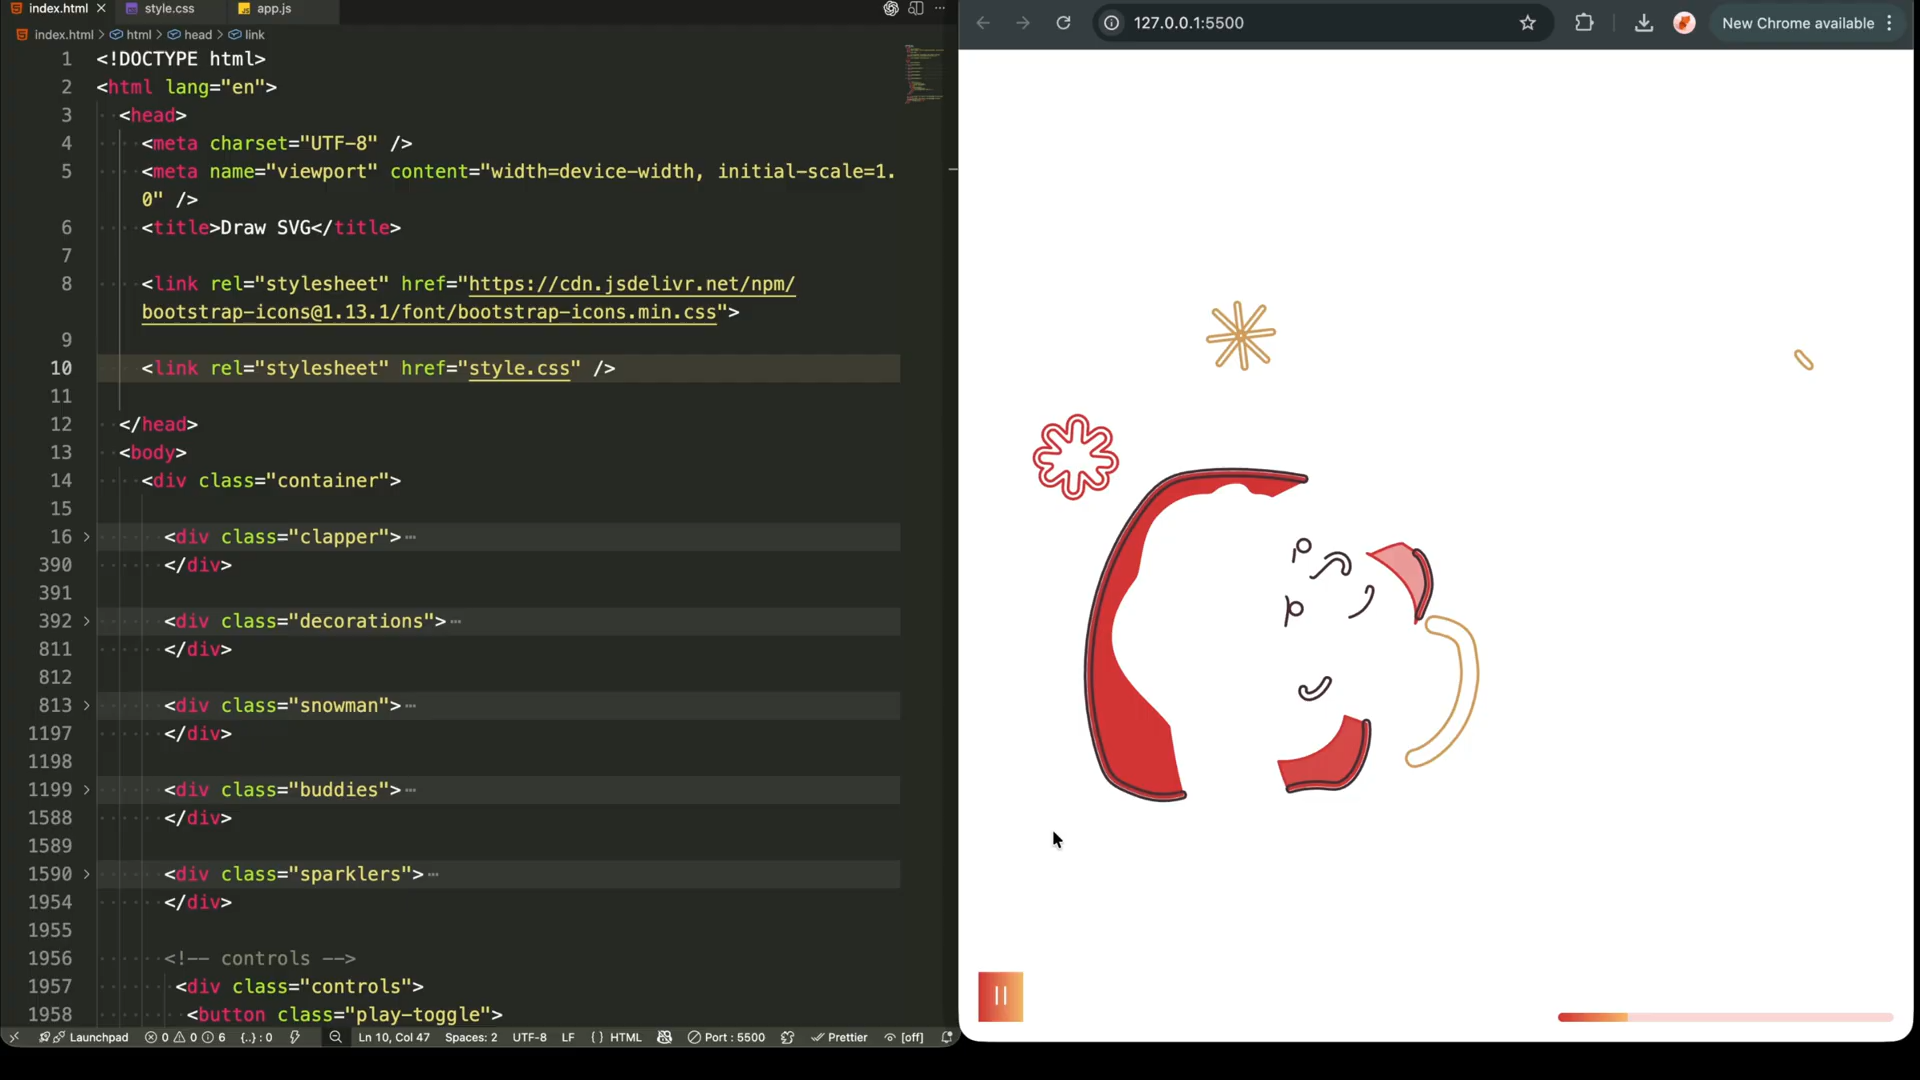 index.html
style.css
app.js
index.html > html > head > link
1 <!DOCTYPE html>
2 <html lang="en">
3 <head>
4 <meta charset="UTF-8" />
5 <meta name="viewport" content="width=device-width, initial-scale=1.
0" />
6 <title>Draw SVG</title>
7
8 <link rel="stylesheet" href="https://cdn.jsdelivr.net/npm/
bootstrap-icons@1.13.1/font/bootstrap-icons.min.css">
9
10 <link rel="stylesheet" href="style.css" />
11
12 </head>
13 <body>
14 <div class="container">
15
16 <div class="clapper">
390 </div>
391
392 <div class="decorations">
811 </div>
812
813 <div class="snowman">
1197 </div>
1198
1199 <div class="buddies">
1588 </div>
1589
1590 <div class="sparklers">
1954 </div>
1955
1956 <!-- controls -->
1957 <div class="controls">
1958 <button class="play-toggle">
Launchpad 0 0 6 {..} : 0 Ln 10, Col 47 Spaces: 2 UTF-8 LF { } HTML Port : 5500 Prettier [off]
127.0.0.1:5500
New Chrome available